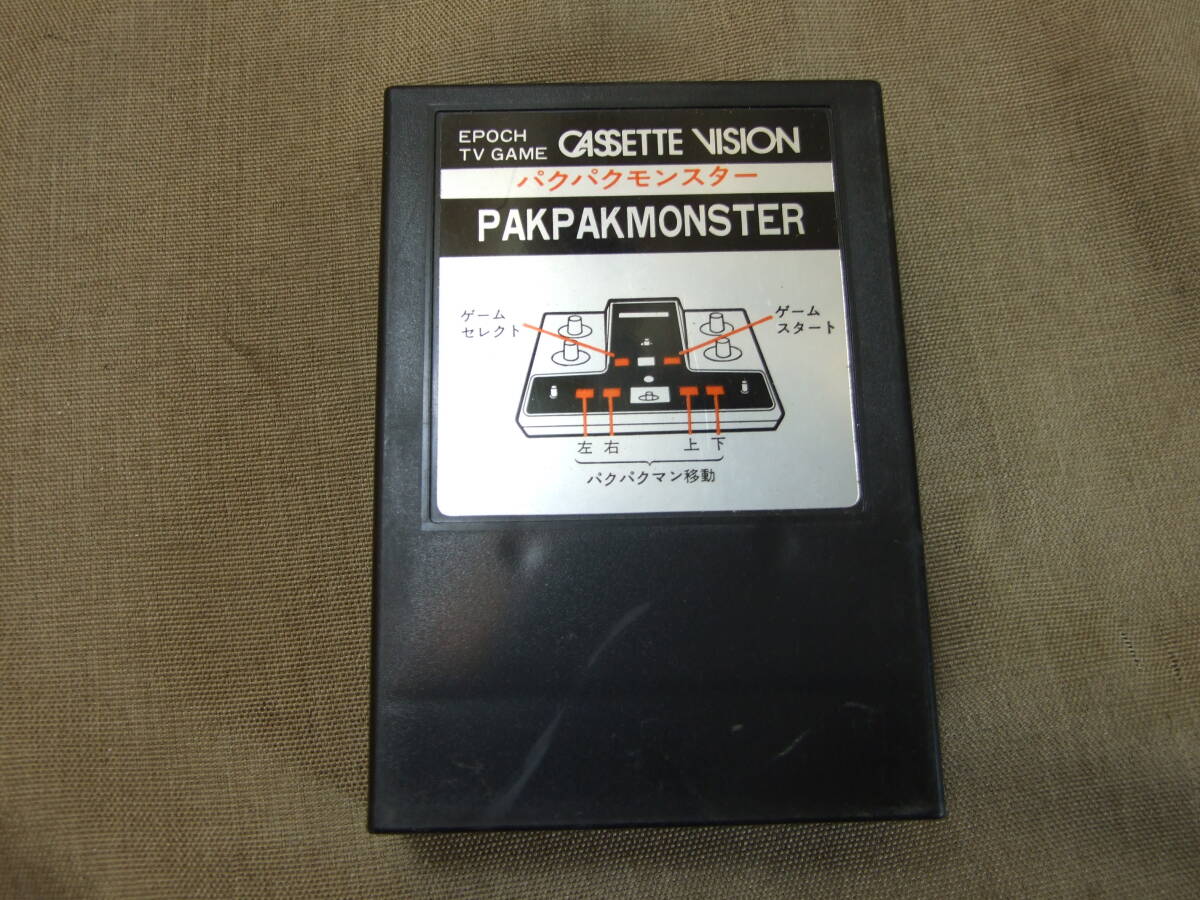 EPOCH
TV GAME CASSETTE VISION
パクパクモンスター
PAKPAKMONSTER
ゲーム
セレクト
ゲーム
スタート
左 右 上 下
パクパクマン移動